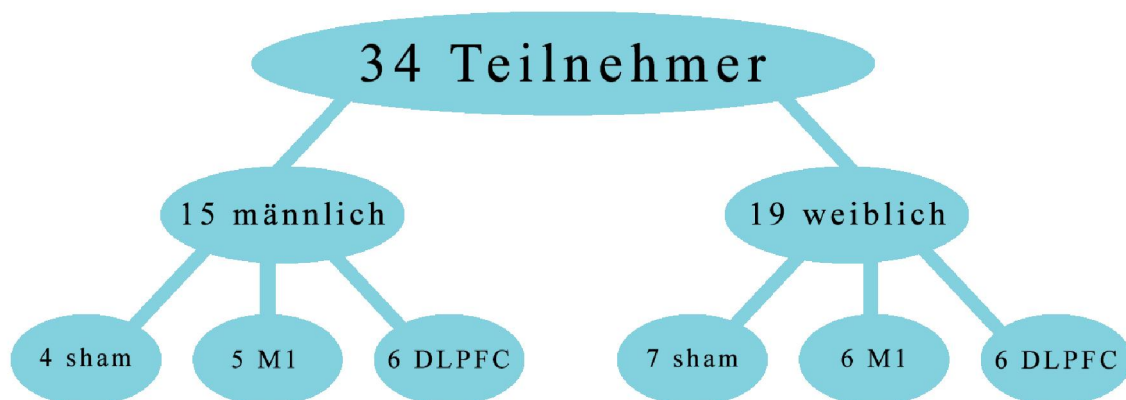 34 Teilnehmer
15 männlich
19 weiblich
4 sham
5 M1
6 DLPFC
7 sham
6 M1
6 DLPFC